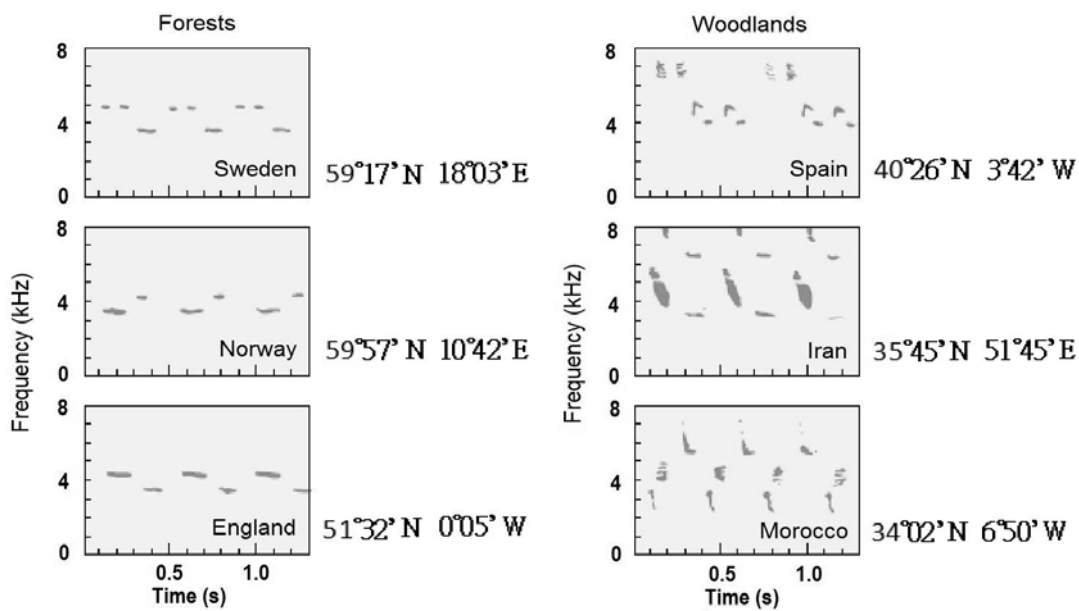 Forests
8
4
0
Sweden
59°17’ N 18°03’ E
8
4
0
Norway
59°57’ N 10°42’ E
8
4
0
England
51°32’ N 0°05’ W
0.5
1.0
Time (s)
Frequency (kHz)
Woodlands
8
4
0
Spain
40°26’ N 3°42’ W
8
4
0
Iran
35°45’ N 51°45’ E
8
4
0
Morocco
34°02’ N 6°50’ W
0.5
1.0
Time (s)
Frequency (kHz)